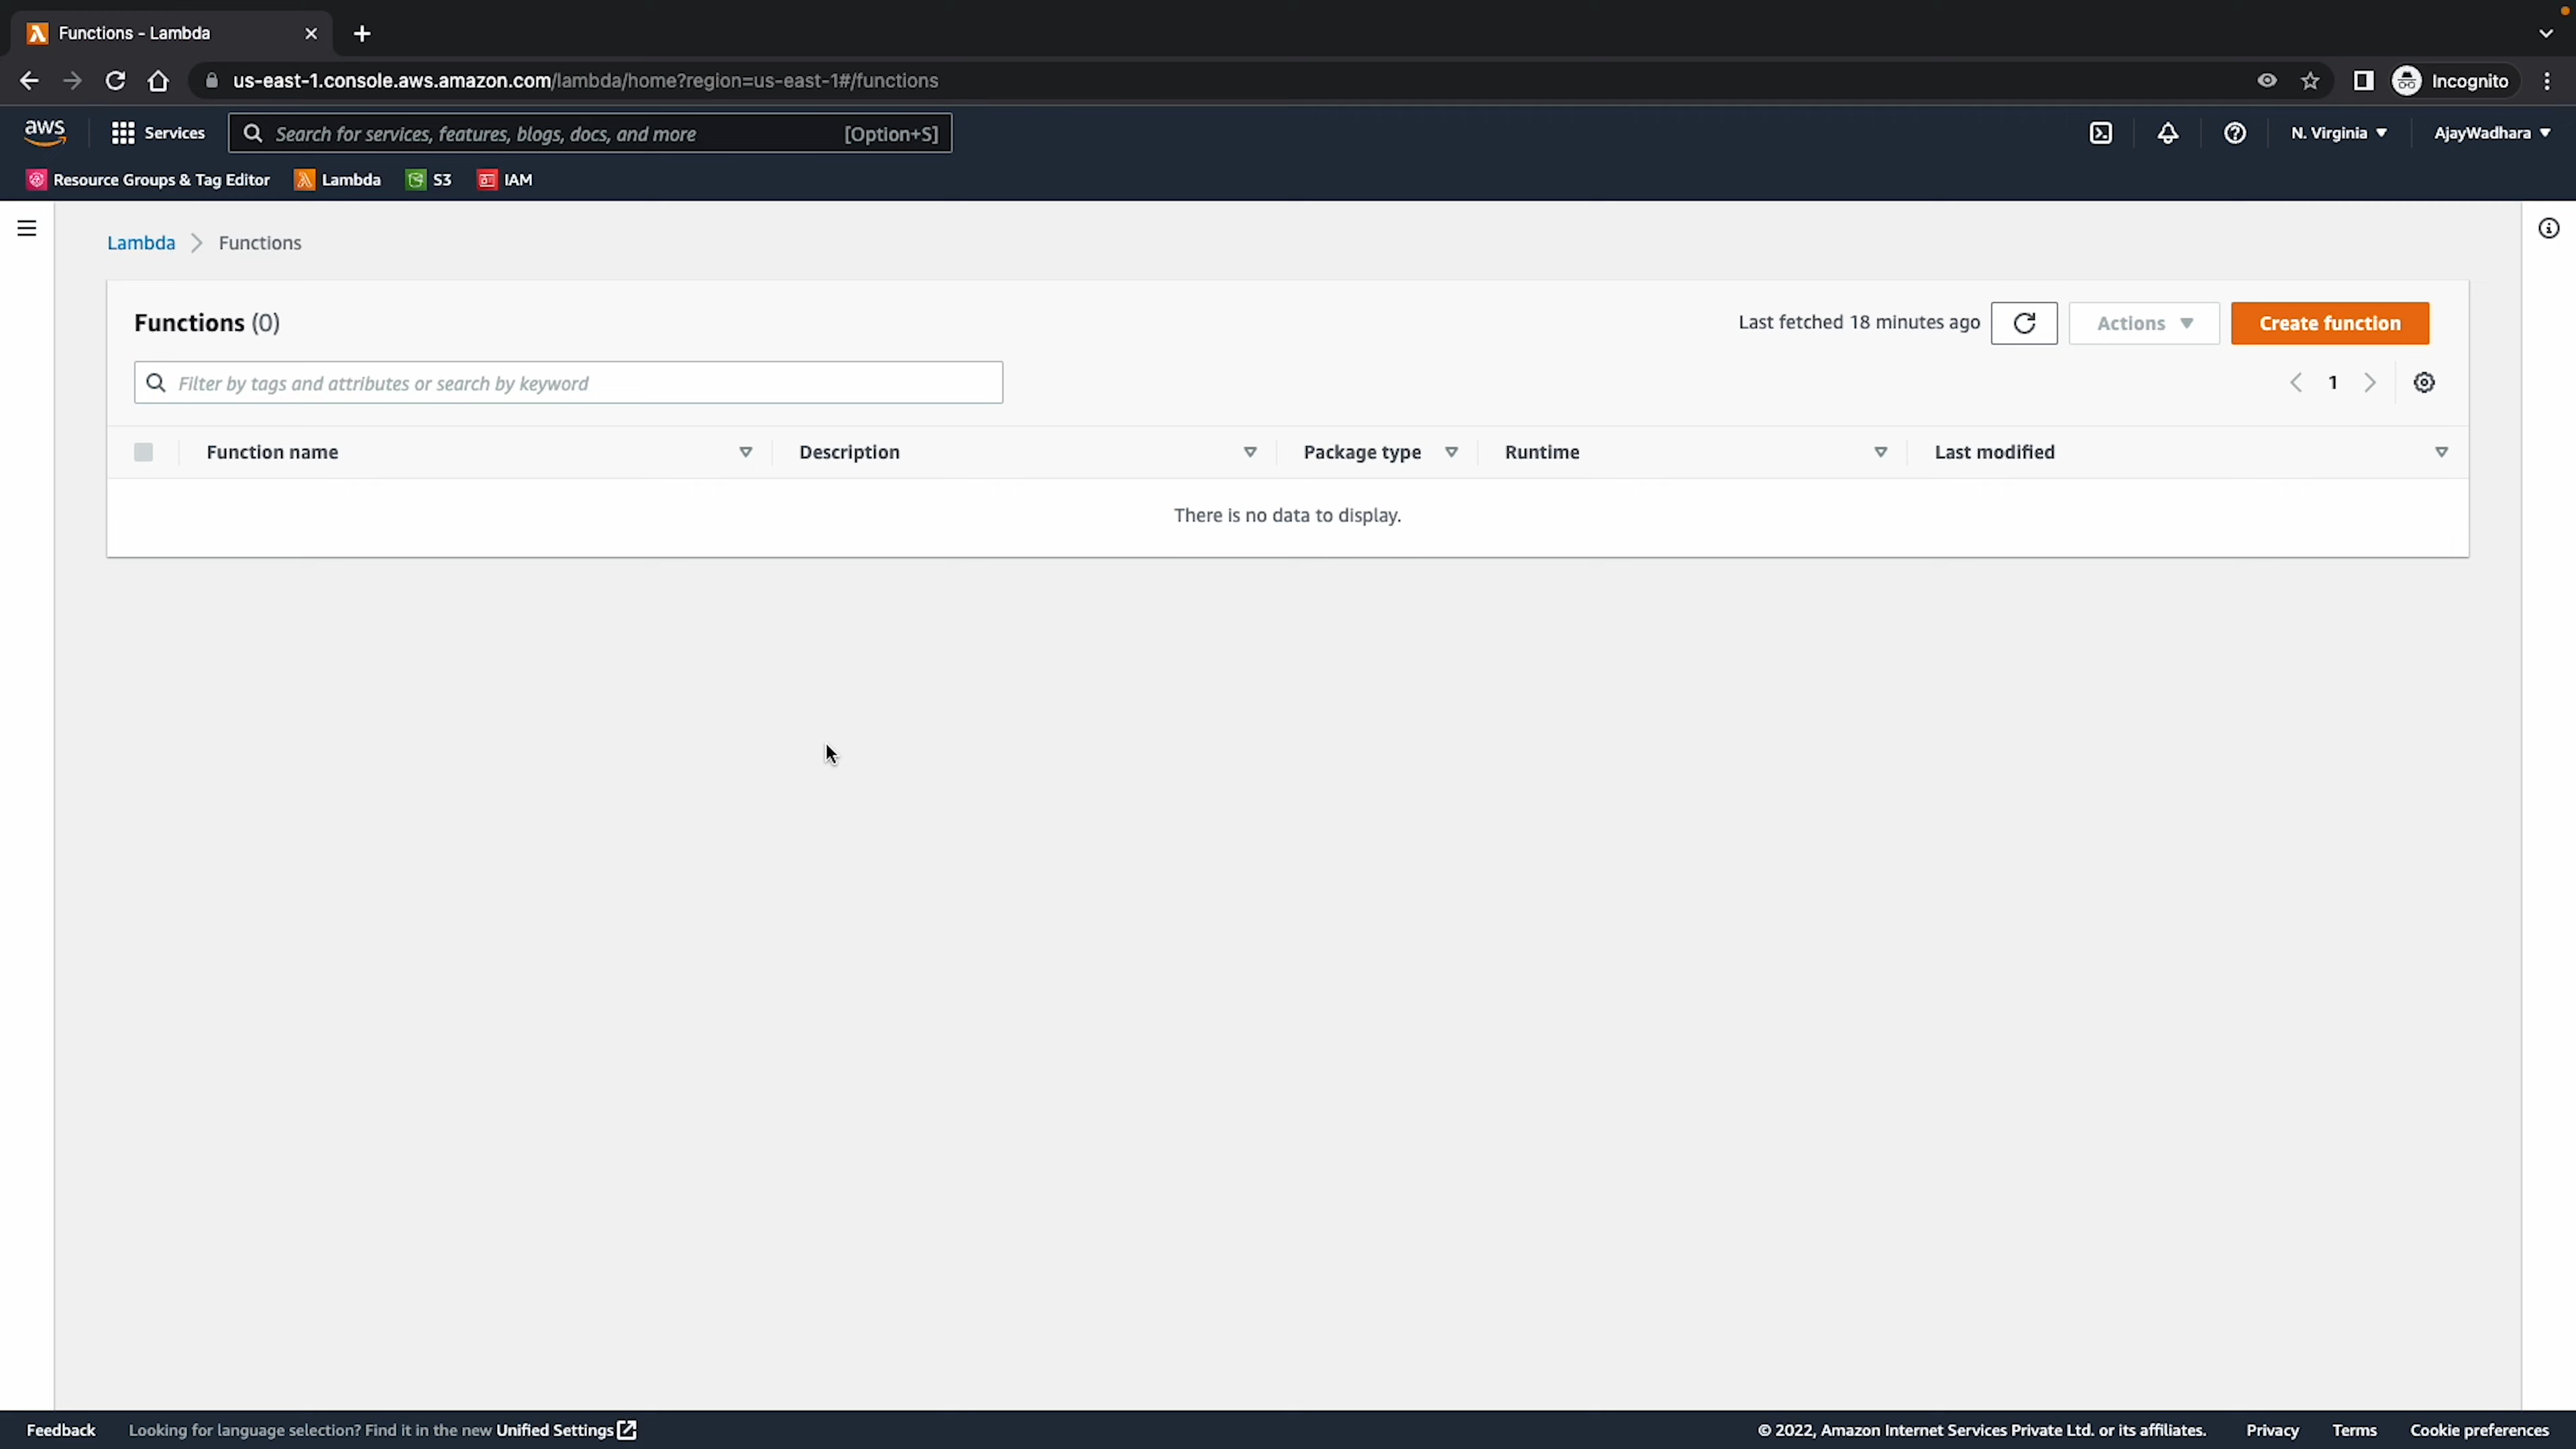 Functions - Lambda
us-east-1.console.aws.amazon.com/lambda/home?region=us-east-1#/functions
Incognito
aws
Services
Search for services, features, blogs, docs, and more
[Option+S]
N. Virginia
AjayWadhara
Resource Groups & Tag Editor
Lambda
S3
IAM
Lambda
Functions
Functions (0)
Last fetched 18 minutes ago
Actions
Create function
Filter by tags and attributes or search by keyword
1
Function name
Description
Package type
Runtime
Last modified
There is no data to display.
Feedback
Looking for language selection? Find it in the new Unified Settings
© 2022, Amazon Internet Services Private Ltd. or its affiliates.
Privacy
Terms
Cookie preferences